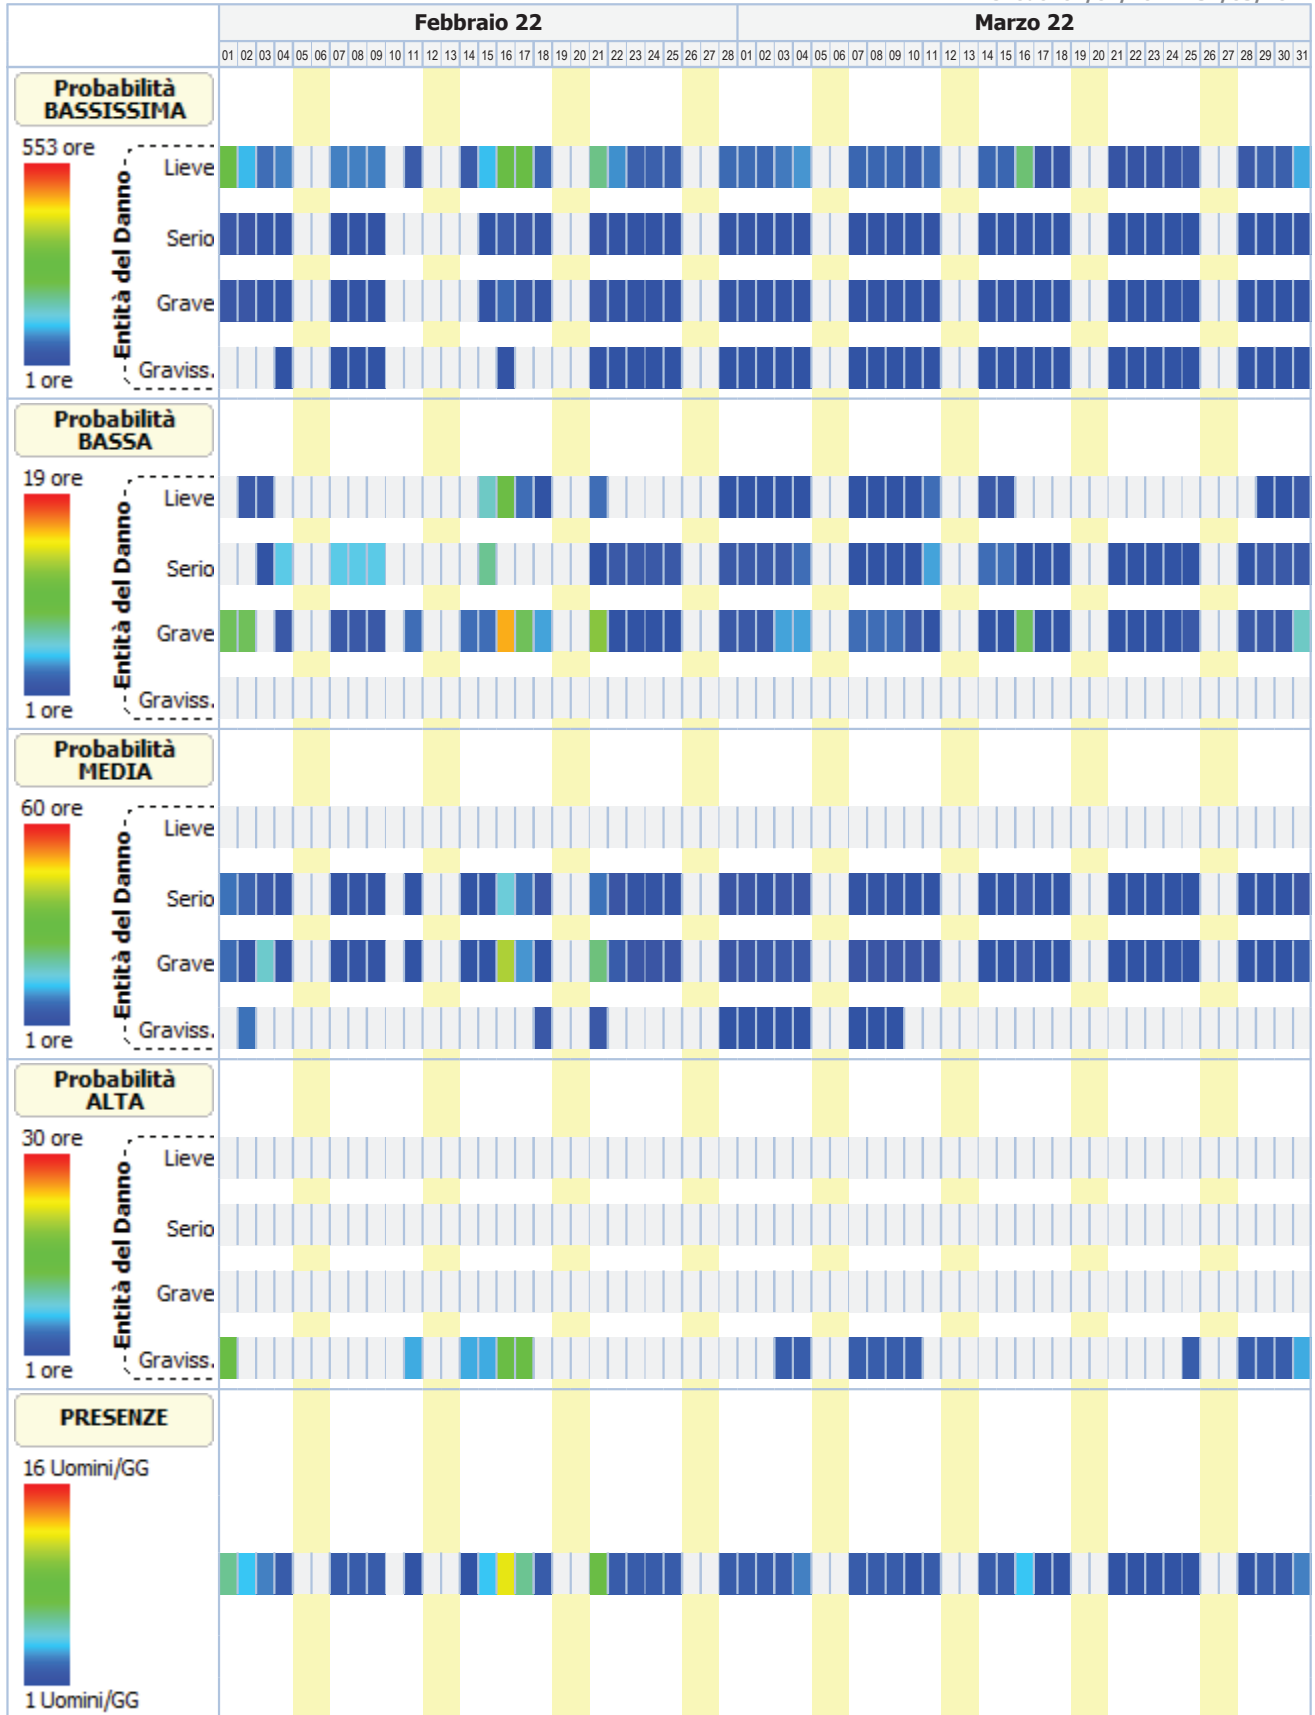 Febbraio 22 Marzo 22
01 02 03 04 05 06 07 08 09 10 11 12 13 14 15 16 17 18 19 20 21 22 23 24 25 26 27 28 01 02 03 04 05 06 07 08 09 10 11 12 13 14 15 16 17 18 19 20 21 22 23 24 25 26 27 28 29 30 31
Probabilità
BASSISSIMA
553 ore
Entità del Danno
Lieve
Serio
Grave
Graviss.
1 ore
Probabilità
BASSA
19 ore
Entità del Danno
Lieve
Serio
Grave
Graviss.
1 ore
Probabilità
MEDIA
60 ore
Entità del Danno
Lieve
Serio
Grave
Graviss.
1 ore
Probabilità
ALTA
30 ore
Entità del Danno
Lieve
Serio
Grave
Graviss.
1 ore
PRESENZE
16 Uomini/GG
1 Uomini/GG